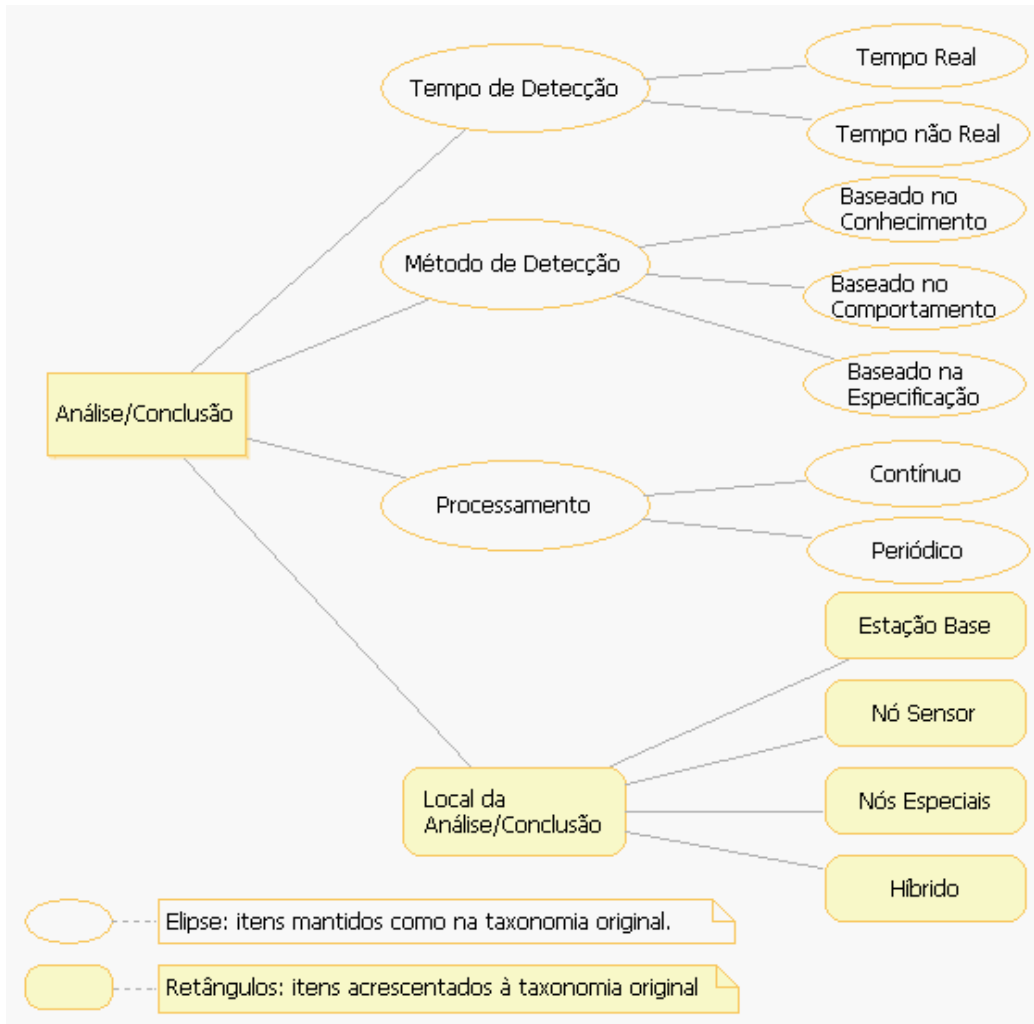 Tempo de Detecção
Tempo Real
Tempo não Real
Método de Detecção
Baseado no
Conhecimento
Baseado no
Comportamento
Baseado na
Especificação
Análise/Conclusão
Processamento
Contínuo
Periódico
Local da
Análise/Conclusão
Estação Base
Nó Sensor
Nós Especiais
Híbrido
Elipse: itens mantidos como na taxonomia original.
Retângulos: itens acrescentados à taxonomia original